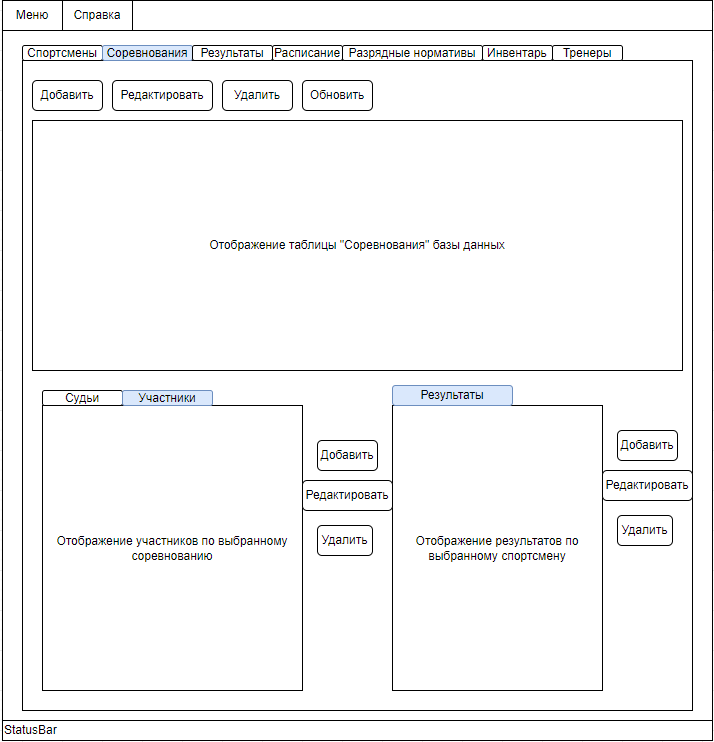 Меню Справка
Спортсмены Соревнования Результаты Расписание Разрядные нормативы Инвентарь Тренеры
Добавить Редактировать Удалить Обновить
Отображение таблицы "Соревнования" базы данных
Судьи Участники
Отображение участников по выбранному
соревнованию
Добавить
Редактировать
Удалить
Результаты
Отображение результатов по
выбранному спортсмену
Добавить
Редактировать
Удалить
StatusBar